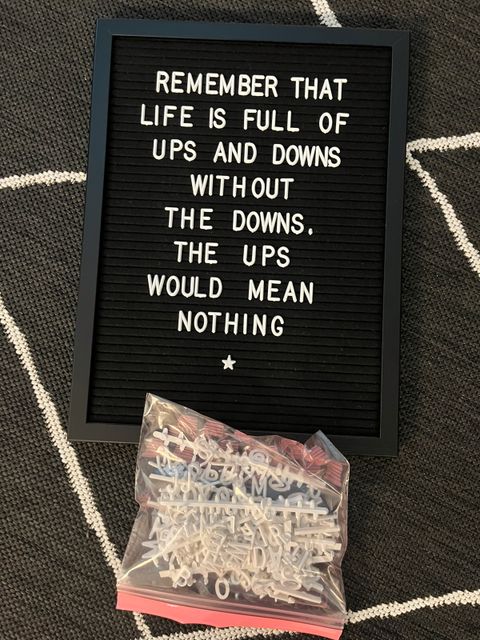 REMEMBER THAT
LIFE IS FULL OF
UPS AND DOWNS
WITHOUT
THE DOWNS.
THE UPS
WOULD MEAN
NOTHING